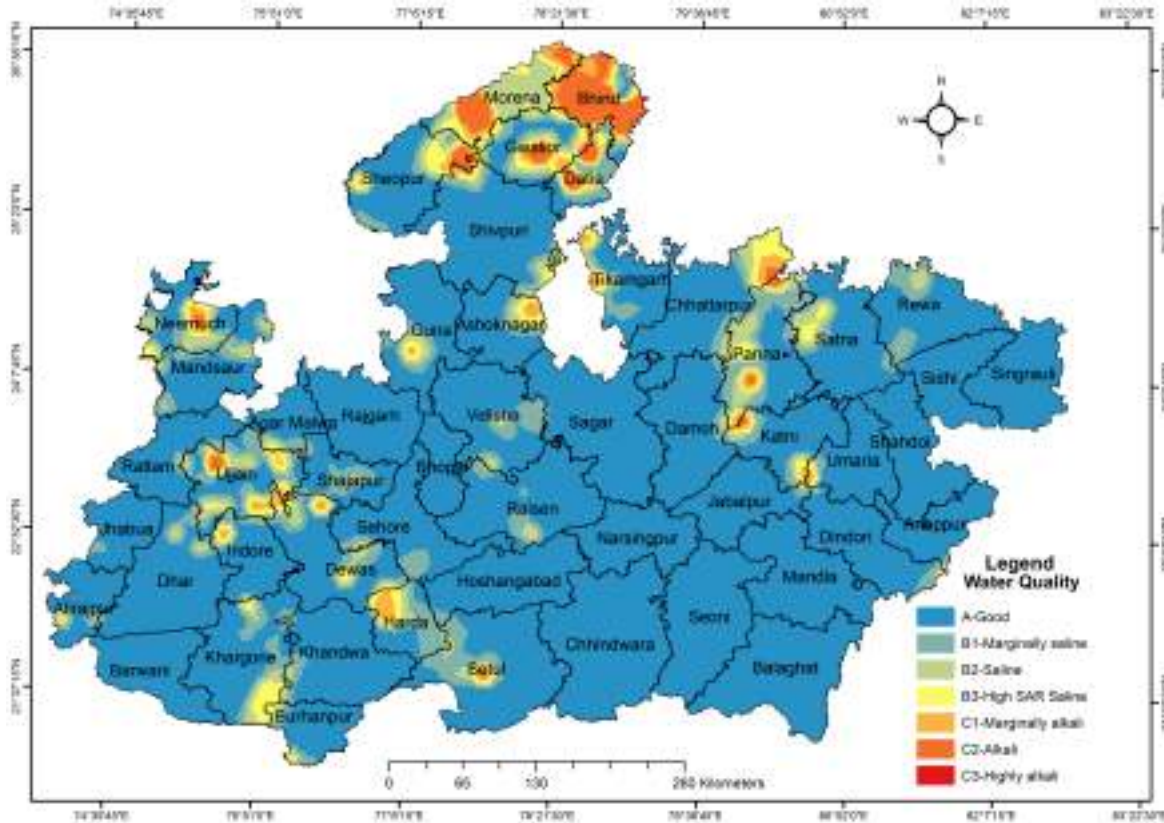 N
W E
S
Morena
Bhind
Gwalior
Datia
Sheopur
Shivpuri
Tikamgarh
Chhattarpur
Rewa
Neemuch
Guna
Ashoknagar
Satna
Panna
Mandsaur
Sidhi
Singrauli
Rajgarh
Vidisha
Sagar
Damoh
Katni
Shahdol
Agar Malwa
Ratlam
Ujjain
Shajapur
Bhopal
Umaria
Jabalpur
Raisen
Anuppur
Jhabua
Sehore
Narsingpur
Dindori
Indore
Dewas
Hoshangabad
Mandla
Dhar
Alirajpur
Harda
Seoni
Chhindwara
Khargone
Khandwa
Betul
Balaghat
Barwani
Burhanpur
Legend
Water Quality
A-Good
B1-Marginally saline
B2-Saline
B3-High SAR Saline
C1-Marginally alkali
C2-Alkali
C3-Highly alkali
0 65 130 260 Kilometers